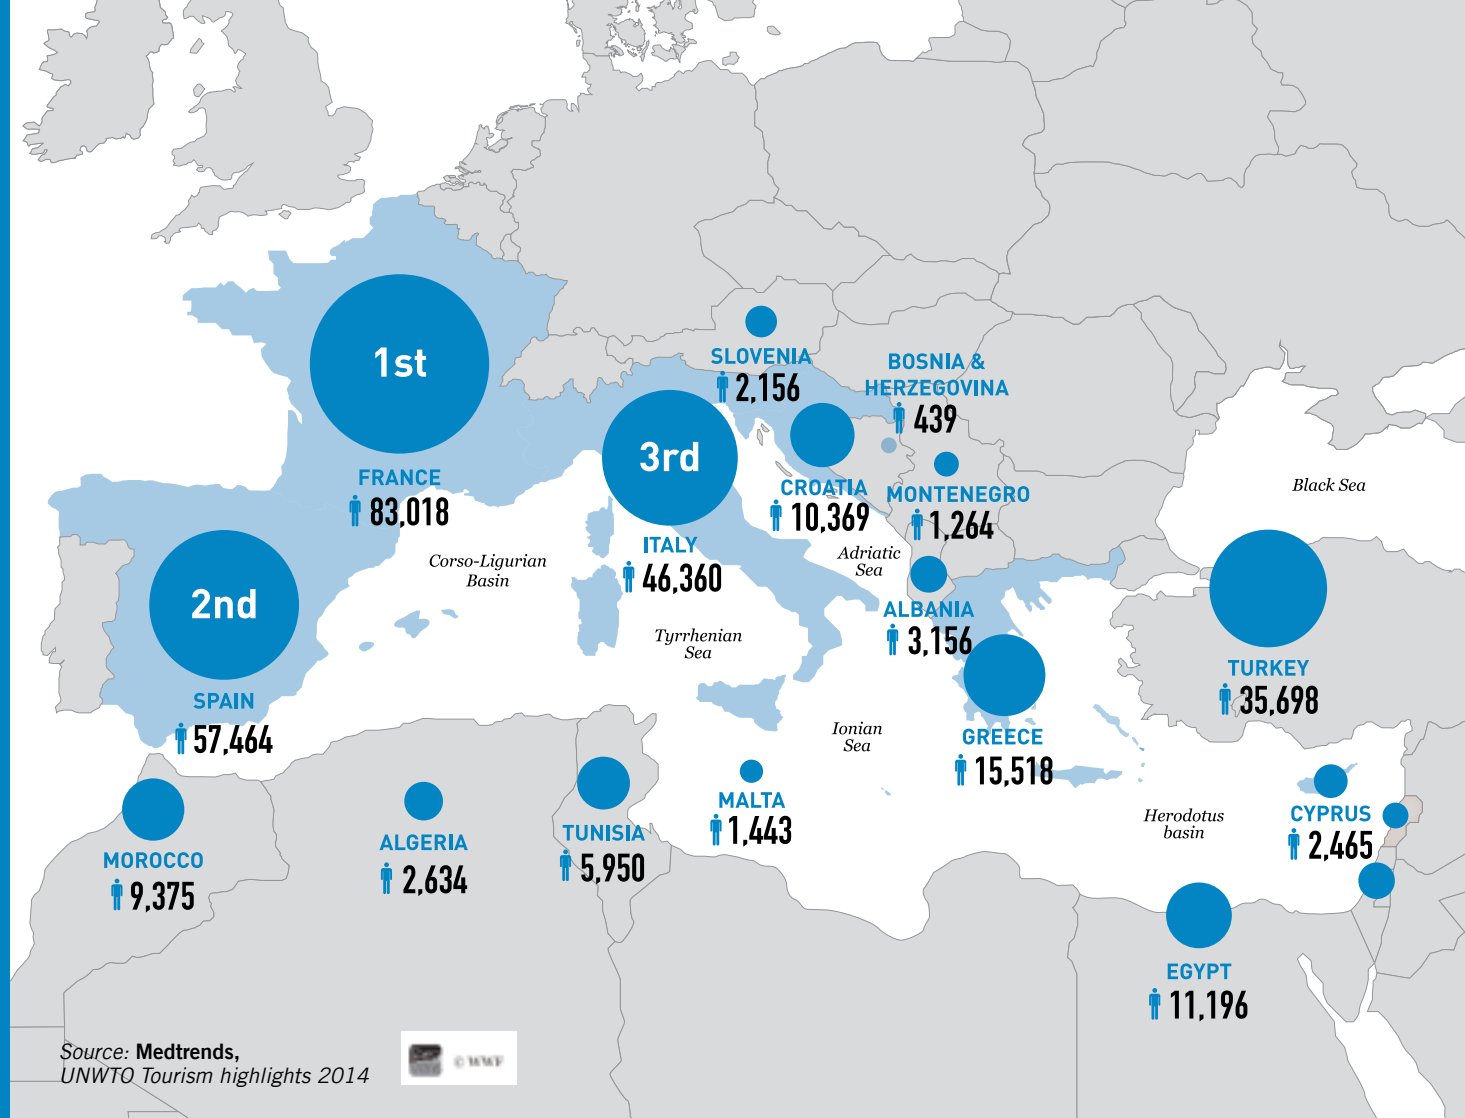 1st
FRANCE
83,018
2nd
SPAIN
57,464
3rd
ITALY
46,360
SLOVENIA
2,156
BOSNIA &
HERZEGOVINA
439
CROATIA
10,369
MONTENEGRO
1,264
ALBANIA
3,156
GREECE
15,518
TURKEY
35,698
Black Sea
Corso-Ligurian
Basin
Adriatic
Sea
Tyrrhenian
Sea
Ionian
Sea
Herodotus
basin
MOROCCO
9,375
ALGERIA
2,634
TUNISIA
5,950
MALTA
1,443
CYPRUS
2,465
EGYPT
11,196
Source: Medtrends,
UNWTO Tourism highlights 2014
© WWF